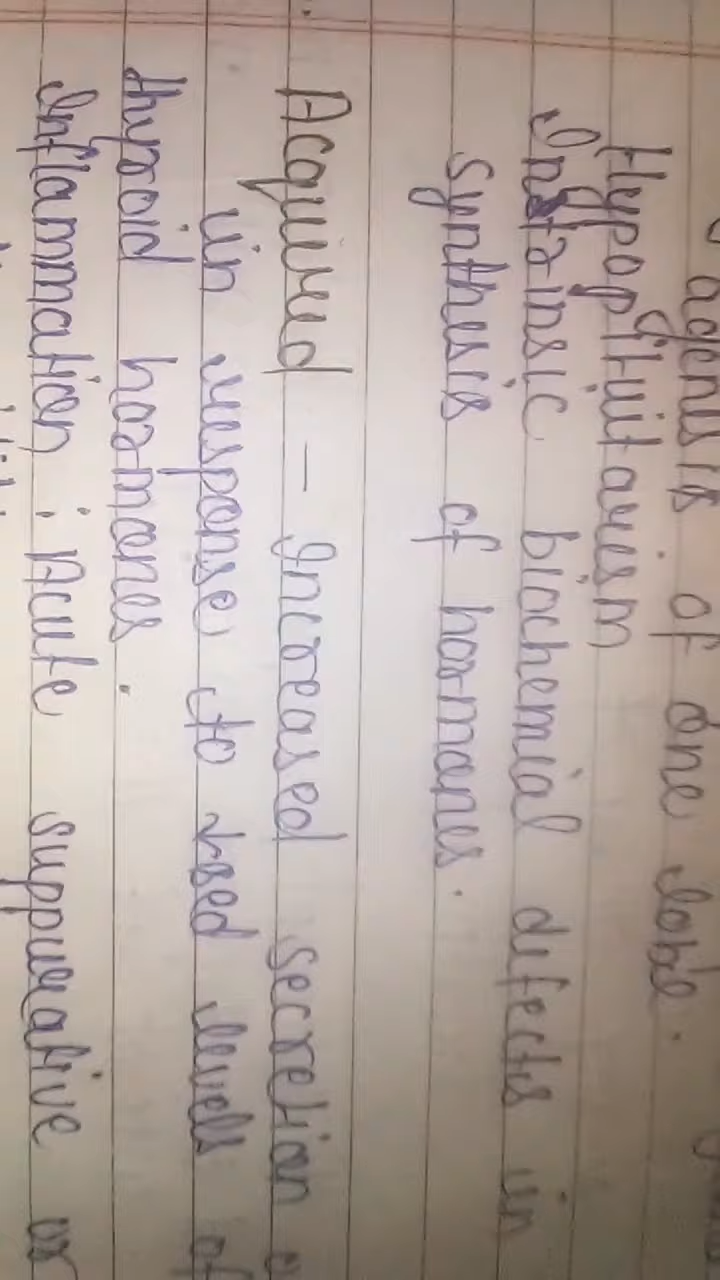 agenesis of one lobe.
Hypopituitarism
Intrinsic biochemial defects in
synthesis of hormones.
Acquired - Increased secretion
in response to ↓sed levels of
thyroid hormones.
Inflammation : Acute suppurative or